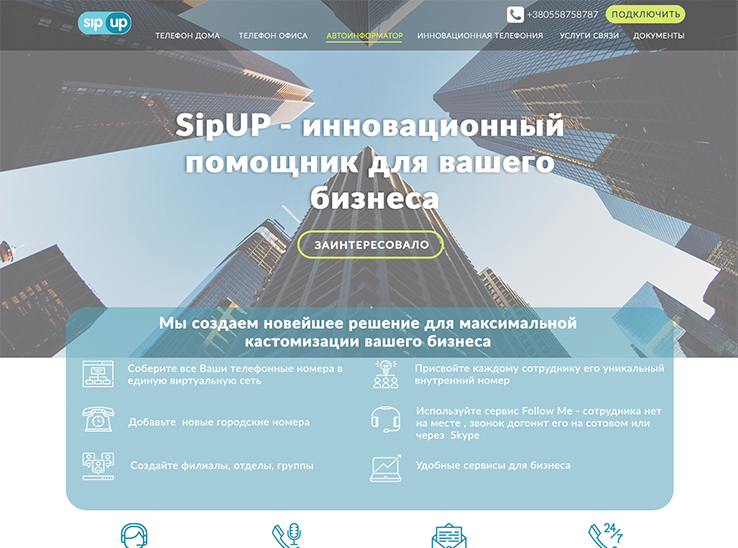 sip up
+380558758787
ПОДКЛЮЧИТЬ
ТЕЛЕФОН ДОМА ТЕЛЕФОН ОФИСА АВТОИНФОРМАТОР ИННОВАЦИОННАЯ ТЕЛЕФОНИЯ УСЛУГИ СВЯЗИ ДОКУМЕНТЫ
SipUP - инновационный
помощник для вашего
бизнеса
ЗАИНТЕРЕСОВАЛО
Мы создаем новейшее решение для максимальной
кастомизации вашего бизнеса
Соберите все Ваши телефонные номера в
единую виртуальную сеть
Присвойте каждому сотруднику его уникальный
внутренний номер
Добавьте новые городские номера
Используйте сервис Follow Me - сотрудника нет
на месте , звонок догонит его на сотовом или
через Skype
Создайте филиалы, отделы, группы
Удобные сервисы для бизнеса
24/7